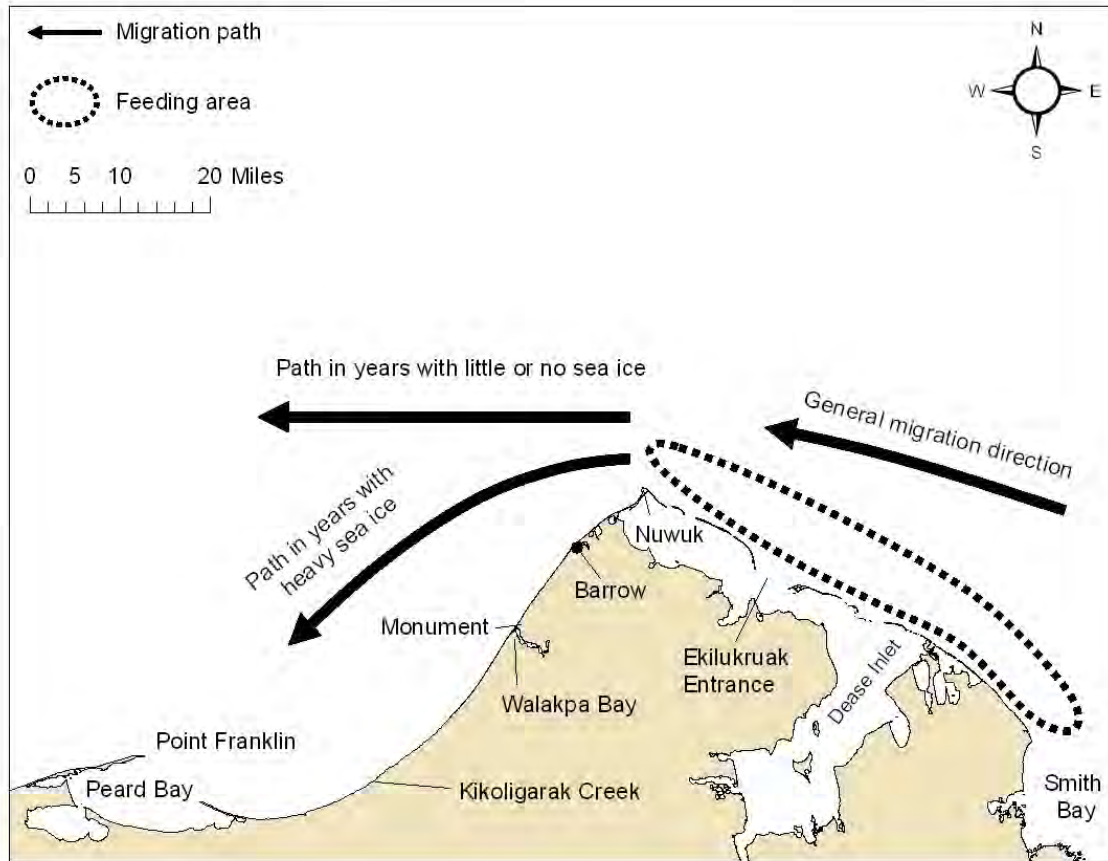 Migration path
Feeding area
0 5 10 20 Miles
N
W E
S
Path in years with little or no sea ice
General migration direction
Path in years with
heavy sea ice
Nuwuk
Barrow
Monument
Ekilukruak
Entrance
Dease Inlet
Walakpa Bay
Point Franklin
Peard Bay
Kikoligarak Creek
Smith
Bay